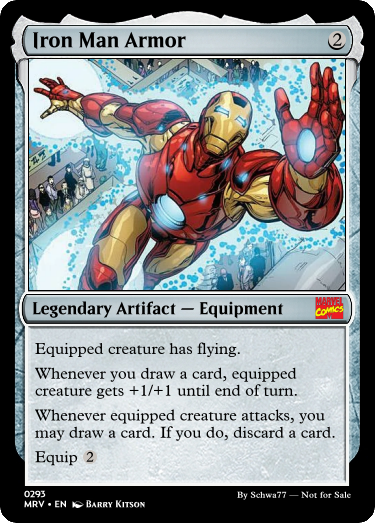 Iron Man Armor 2
Legendary Artifact — Equipment
MARVEL
COMICS
Equipped creature has flying.
Whenever you draw a card, equipped
creature gets +1/+1 until end of turn.
Whenever equipped creature attacks, you
may draw a card. If you do, discard a card.
Equip 2
0293
MRV • EN Barry Kitson
By Schwa77 — Not for Sale